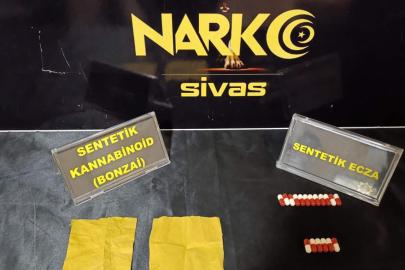 NARKO
sivas
SENTETİK
KANNABİNOİD
(BONZAİ)
SENTETİK ECZA